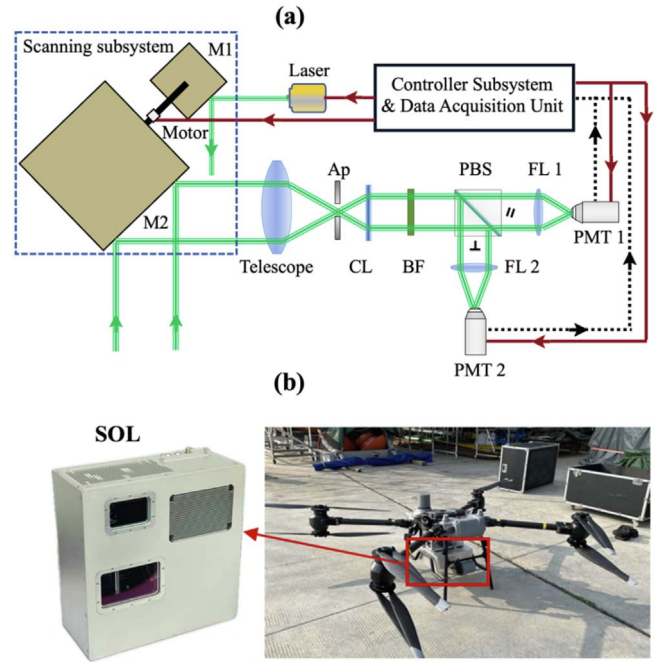 (a)
Scanning subsystem
M1
Laser
Controller Subsystem
& Data Acquisition Unit
Motor
Ap
PBS
FL 1
//
M2
PMT 1
⊥
Telescope
CL
BF
FL 2
PMT 2
(b)
SOL